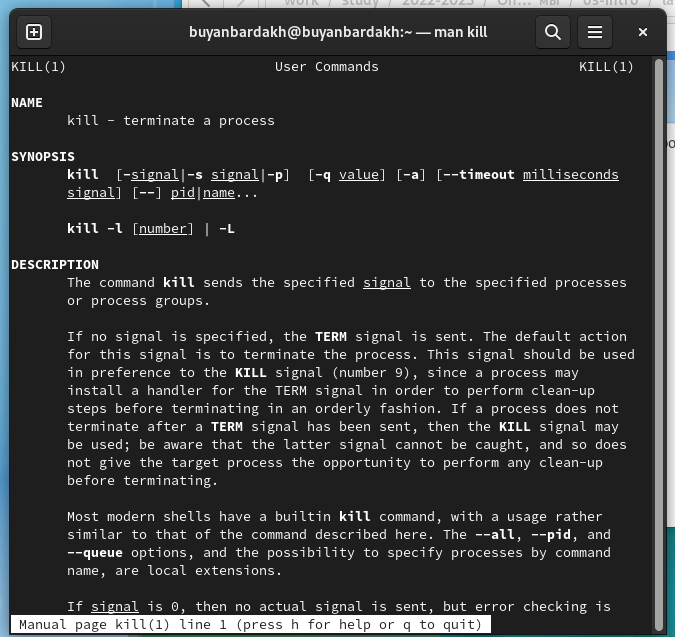 work / study / 2022-2023 /
buyanbardakh@buyanbardakh:~ — man kill
KILL(1) User Commands KILL(1)
NAME
kill - terminate a process
SYNOPSIS
kill [-signal|-s signal|-p] [-q value] [-a] [--timeout milliseconds
signal] [--] pid|name...
kill -l [number] | -L
DESCRIPTION
The command kill sends the specified signal to the specified processes
or process groups.
If no signal is specified, the TERM signal is sent. The default action
for this signal is to terminate the process. This signal should be used
in preference to the KILL signal (number 9), since a process may
install a handler for the TERM signal in order to perform clean-up
steps before terminating in an orderly fashion. If a process does not
terminate after a TERM signal has been sent, then the KILL signal may
be used; be aware that the latter signal cannot be caught, and so does
not give the target process the opportunity to perform any clean-up
before terminating.
Most modern shells have a builtin kill command, with a usage rather
similar to that of the command described here. The --all, --pid, and
--queue options, and the possibility to specify processes by command
name, are local extensions.
If signal is 0, then no actual signal is sent, but error checking is
Manual page kill(1) line 1 (press h for help or q to quit)